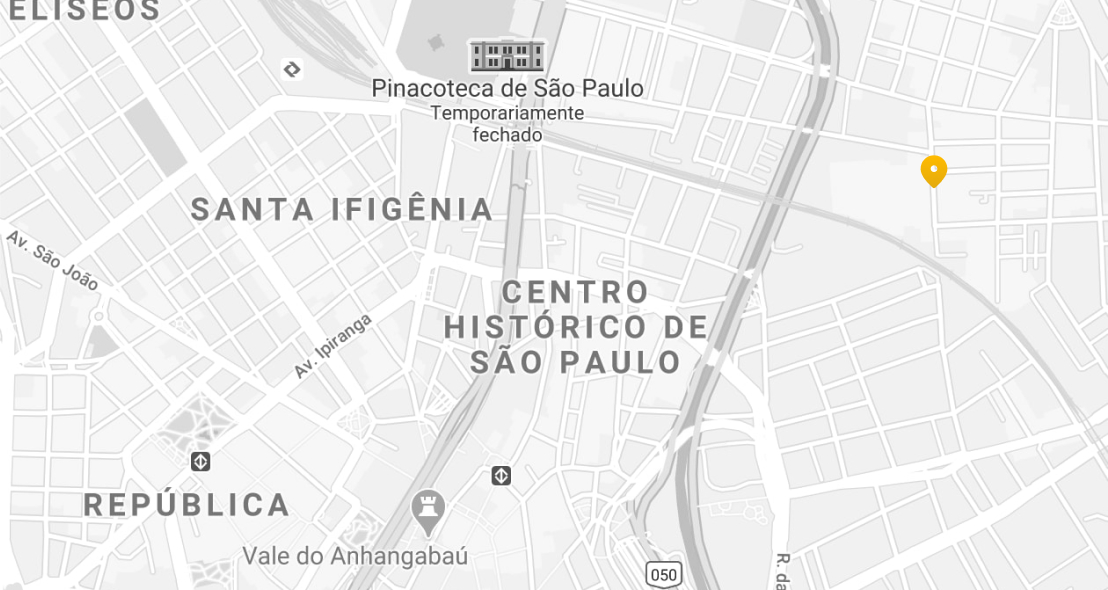 ELÍSEOS
Pinacoteca de São Paulo
Temporariamente
fechado
SANTA IFIGÊNIA
Av. São João
CENTRO
HISTÓRICO DE
SÃO PAULO
Av. Ipiranga
REPÚBLICA
Vale do Anhangabaú
050
R. da